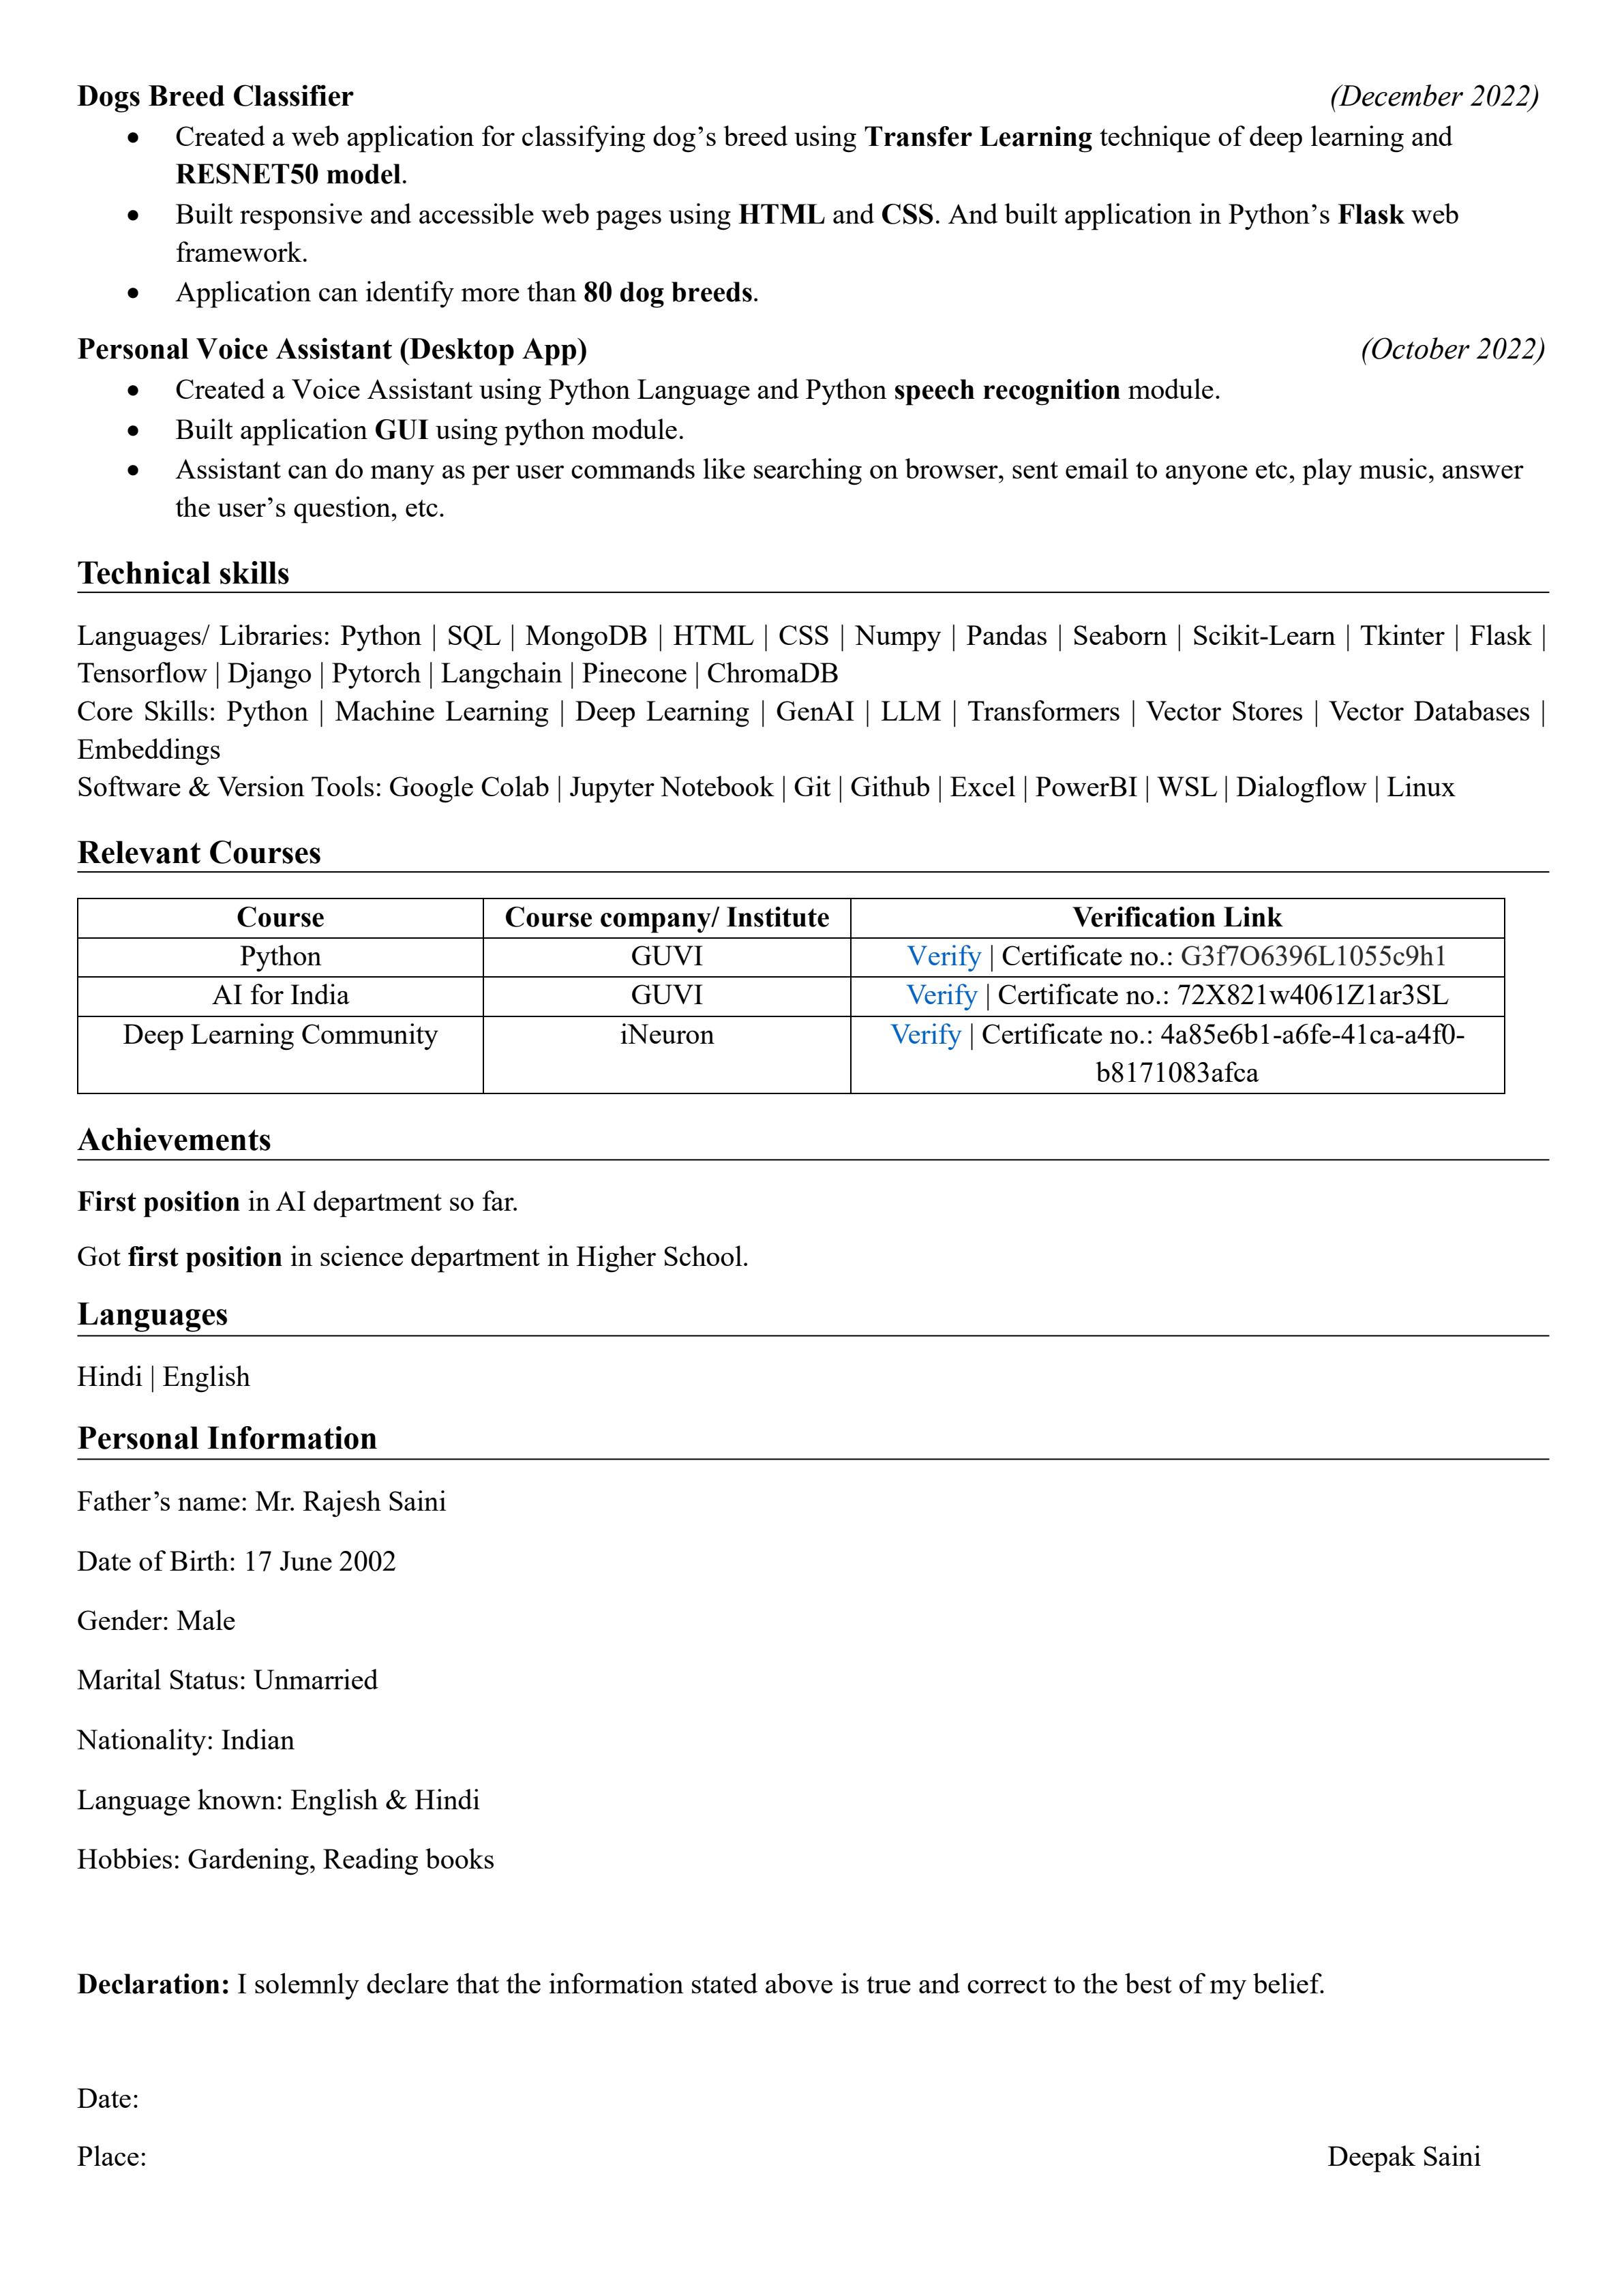 Dogs Breed Classifier (December 2022)
• Created a web application for classifying dog’s breed using Transfer Learning technique of deep learning and
RESNET50 model.
• Built responsive and accessible web pages using HTML and CSS. And built application in Python’s Flask web
framework.
• Application can identify more than 80 dog breeds.
Personal Voice Assistant (Desktop App) (October 2022)
• Created a Voice Assistant using Python Language and Python speech recognition module.
• Built application GUI using python module.
• Assistant can do many as per user commands like searching on browser, sent email to anyone etc, play music, answer
the user’s question, etc.
Technical skills
Languages/ Libraries: Python | SQL | MongoDB | HTML | CSS | Numpy | Pandas | Seaborn | Scikit-Learn | Tkinter | Flask |
Tensorflow | Django | Pytorch | Langchain | Pinecone | ChromaDB
Core Skills: Python | Machine Learning | Deep Learning | GenAI | LLM | Transformers | Vector Stores | Vector Databases |
Embeddings
Software & Version Tools: Google Colab | Jupyter Notebook | Git | Github | Excel | PowerBI | WSL | Dialogflow | Linux
Relevant Courses
Course Course company/ Institute Verification Link
Python GUVI Verify | Certificate no.: G3f7O6396L1055c9h1
AI for India GUVI Verify | Certificate no.: 72X821w4061Z1ar3SL
Deep Learning Community iNeuron Verify | Certificate no.: 4a85e6b1-a6fe-41ca-a4f0-
b8171083afca
Achievements
First position in AI department so far.
Got first position in science department in Higher School.
Languages
Hindi | English
Personal Information
Father’s name: Mr. Rajesh Saini
Date of Birth: 17 June 2002
Gender: Male
Marital Status: Unmarried
Nationality: Indian
Language known: English & Hindi
Hobbies: Gardening, Reading books
Declaration: I solemnly declare that the information stated above is true and correct to the best of my belief.
Date:
Place: Deepak Saini